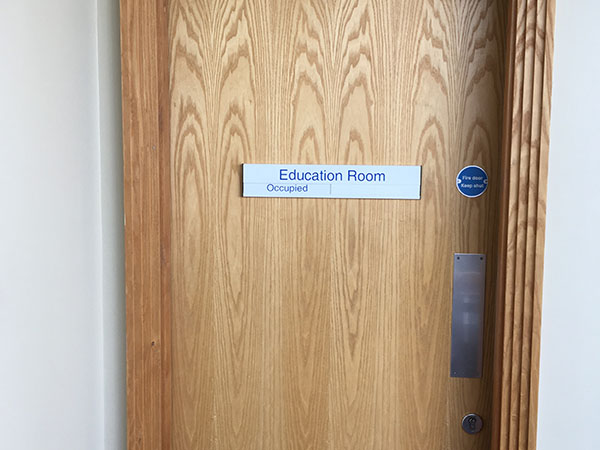 Education Room
Occupied
Fire door
Keep shut